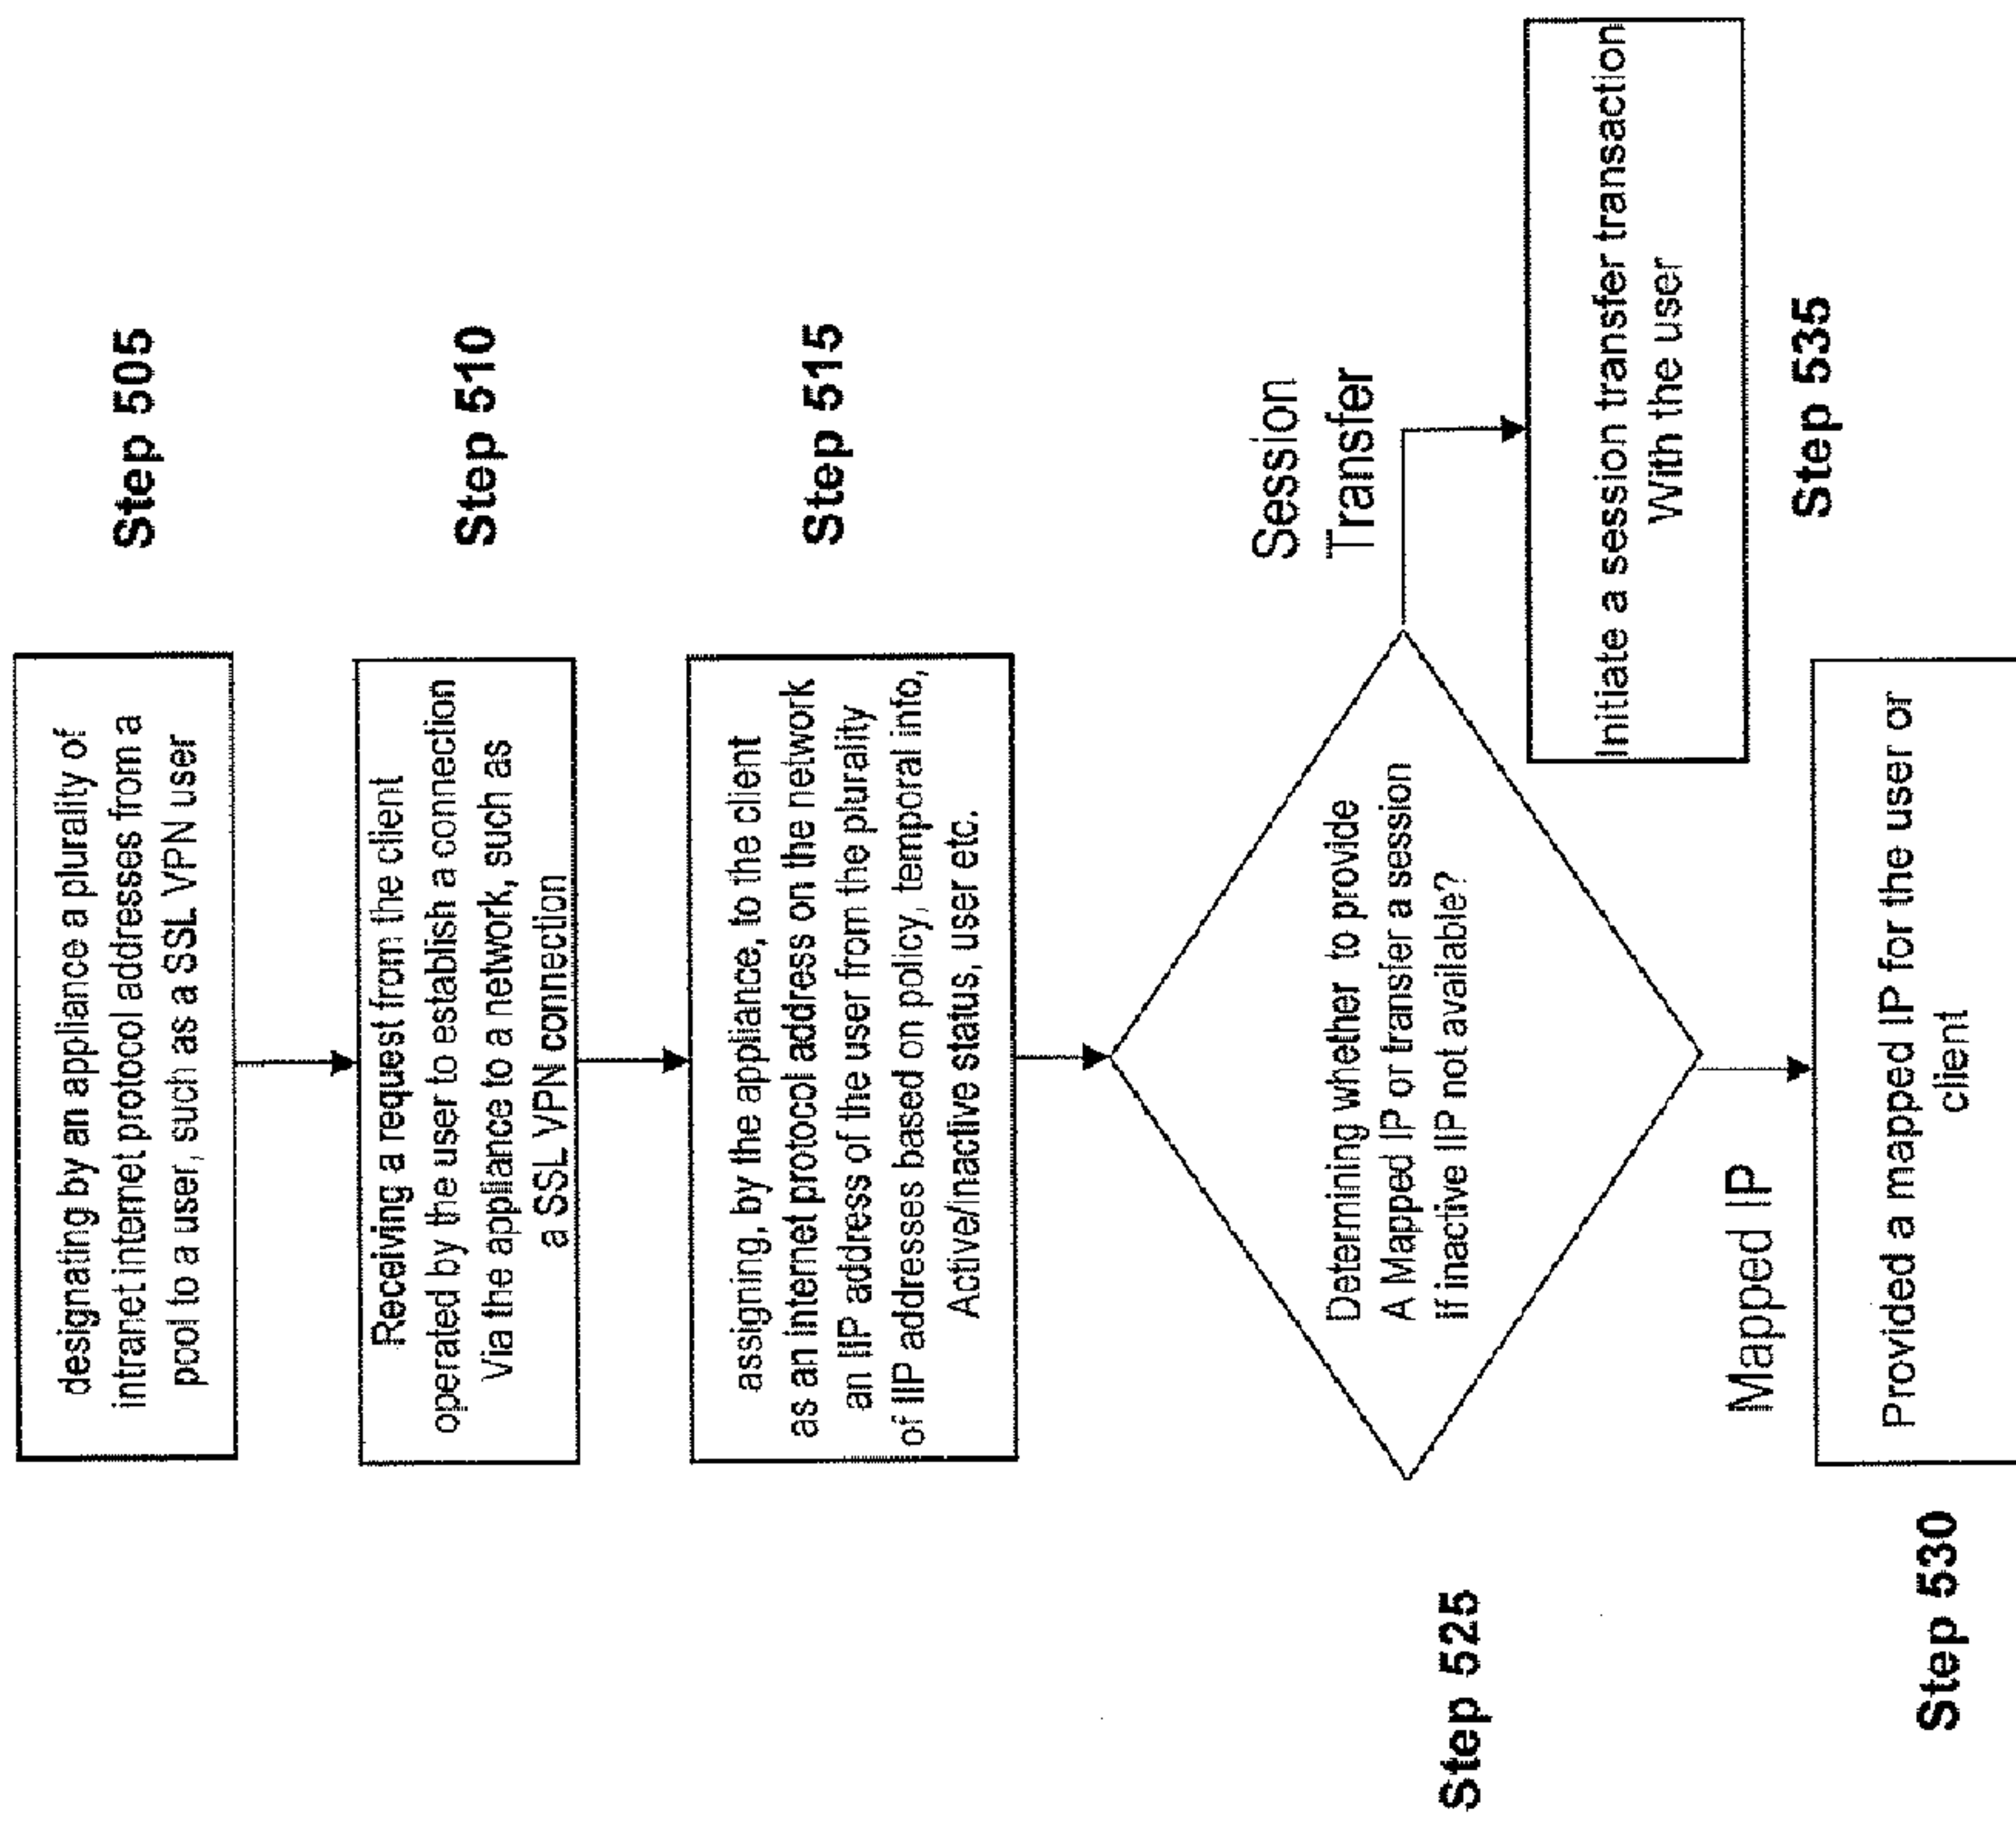 designating by an appliance a plurality of
intranet internet protocol addresses from a
pool to a user, such as a SSL VPN user
Step 505
Receiving a request from the client
operated by the user to establish a connection
Via the appliance to a network, such as
a SSL VPN connection
Step 510
assigning, by the appliance, to the client
as an internet protocol address on the network
an IIP address of the user from the plurality
of IIP addresses based on policy, temporal info,
Active/inactive status, user etc.
Step 515
Step 525
Determining whether to provide
A Mapped IP or transfer a session
if inactive IIP not available?
Session
Transfer
Initiate a session transfer transaction
With the user
Step 535
Mapped IP
Step 530
Provided a mapped IP for the user or
client